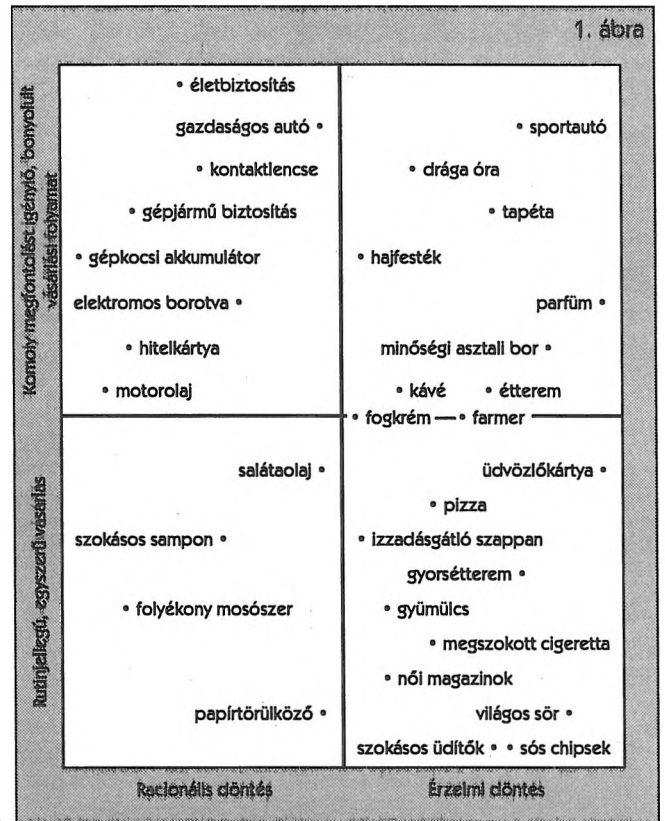 1. ábra
Komoly megfontolást igénylő, bonyolúlt
vásárlási folyamat
• életbiztosítás
gazdaságos autó •
• kontaktlencse
• gépjármű biztosítás
• gépkocsi akkumulátor
elektromos borotva •
• hitelkártya
• motorolaj
• sportautó
• drága óra
• tapéta
• hajfesték
parfüm •
minőségi asztali bor •
• kávé • étterem
• fogkrém — • farmer
Rutinjellegű, egyszerű vásárlás
salátaolaj •
szokásos sampon •
• folyékony mosószer
papírtörülköző •
üdvözlőkártya •
• pizza
• izzadásgátló szappan
gyorsétterem •
• gyümülcs
• megszokott cigeretta
• női magazinok
világos sör •
szokásos üdítők • • sós chipsek
Racionális döntés
Érzelmi döntés